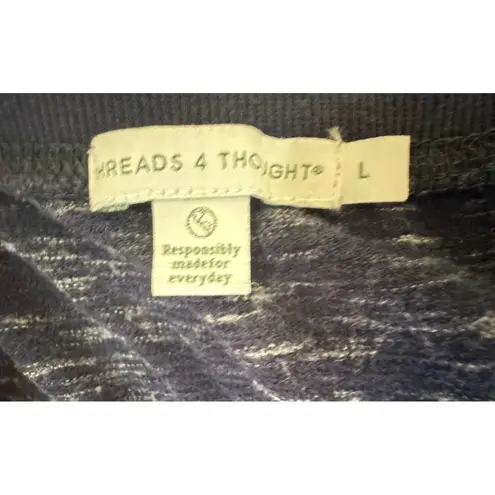 HREADS 4 THOUGHT® L
Responsibly
made for
everyday